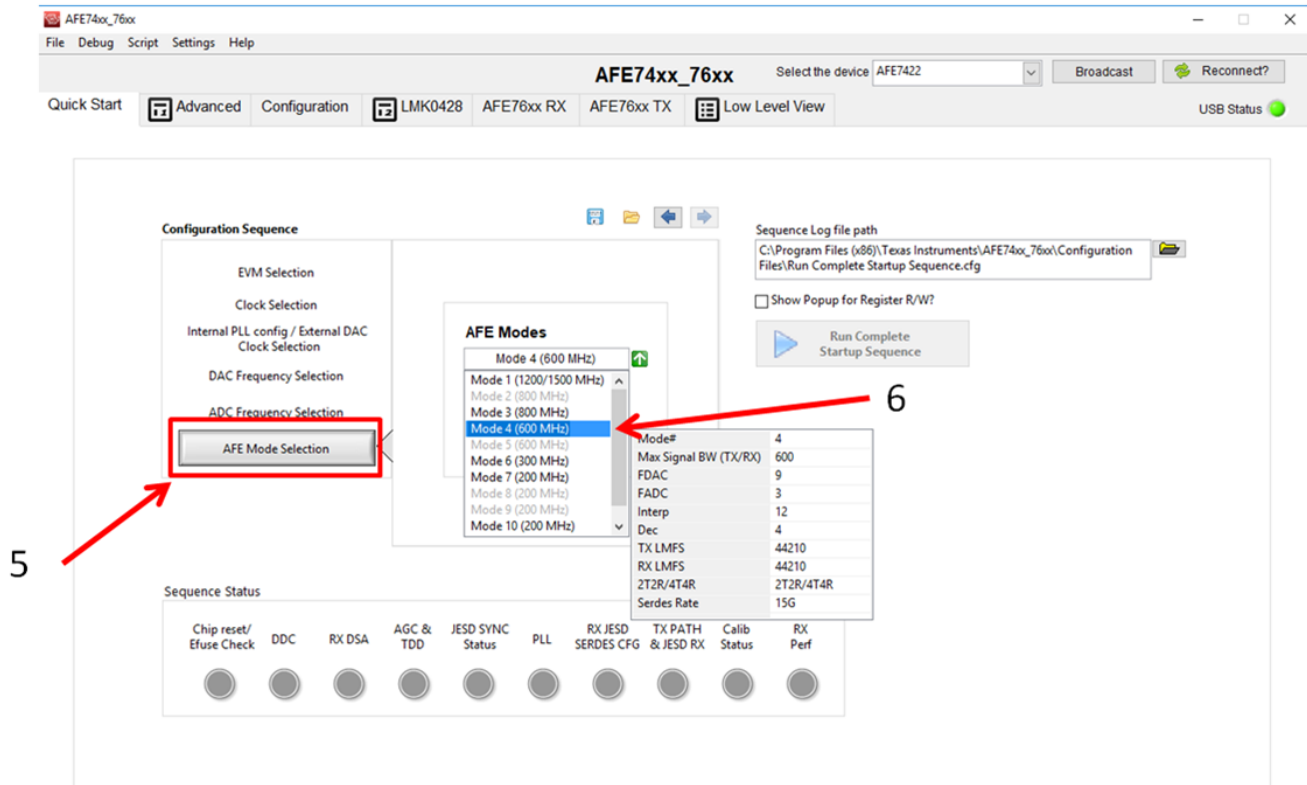 AFE74xx_76xx
File Debug Script Settings Help
AFE74xx_76xx
Select the device AFE7422
Broadcast
Reconnect?
Quick Start
Advanced
Configuration
LMK0428
AFE76xx RX
AFE76xx TX
Low Level View
USB Status
Configuration Sequence
EVM Selection
Clock Selection
Internal PLL config / External DAC
Clock Selection
DAC Frequency Selection
ADC Frequency Selection
AFE Mode Selection
AFE Modes
Mode 4 (600 MHz)
Mode 1 (1200/1500 MHz)
Mode 2 (800 MHz)
Mode 3 (800 MHz)
Mode 4 (600 MHz)
Mode 5 (600 MHz)
Mode 6 (300 MHz)
Mode 7 (200 MHz)
Mode 8 (200 MHz)
Mode 9 (200 MHz)
Mode 10 (200 MHz)
Sequence Log file path
C:\Program Files (x86)\Texas Instruments\AFE74xx_76xx\Configuration
Files\Run Complete Startup Sequence.cfg
Show Popup for Register R/W?
Run Complete
Startup Sequence
6
Mode# 4
Max Signal BW (TX/RX) 600
FDAC 9
FADC 3
Interp 12
Dec 4
TX LMFS 44210
RX LMFS 44210
2T2R/4T4R 2T2R/4T4R
Serdes Rate 15G
5
Sequence Status
Chip reset/
Efuse Check
DDC
RX DSA
AGC &
TDD
JESD SYNC
Status
PLL
RX JESD
SERDES CFG
TX PATH
& JESD RX
Calib
Status
RX
Perf